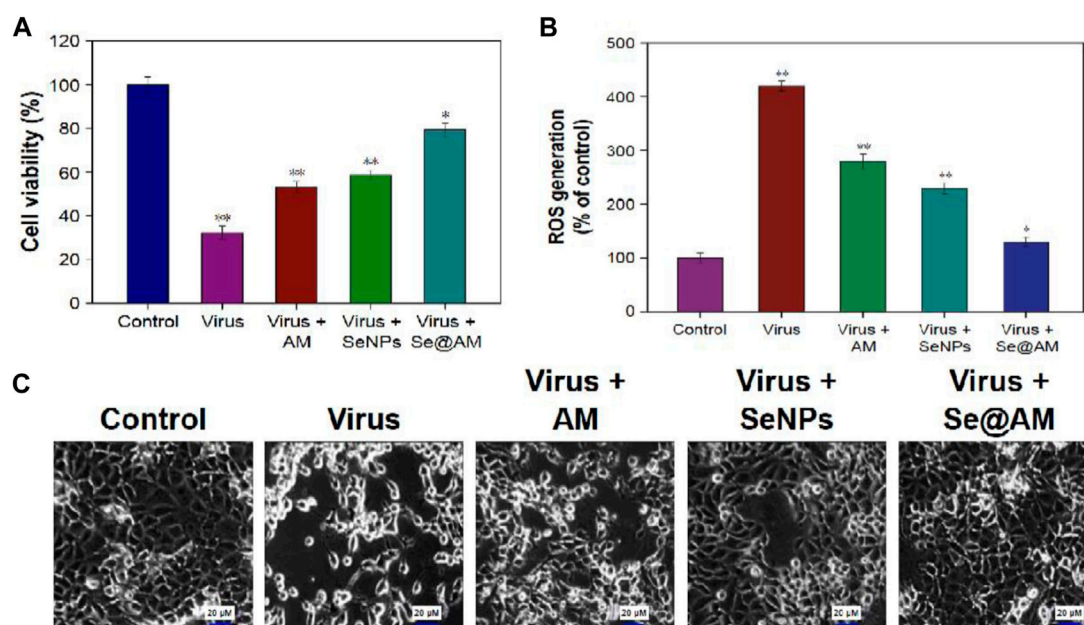 A
Cell viability (%)
120
100
80
60
40
20
0
**
**
**
*
Control
Virus
Virus +
AM
Virus +
SeNPs
Virus +
Se@AM
B
ROS generation
(% of control)
500
400
300
200
100
0
**
**
**
*
Control
Virus
Virus +
AM
Virus +
SeNPs
Virus +
Se@AM
C
Control
Virus
Virus +
AM
Virus +
SeNPs
Virus +
Se@AM
20 µM
20 µM
20 µM
20 µM
20 µM